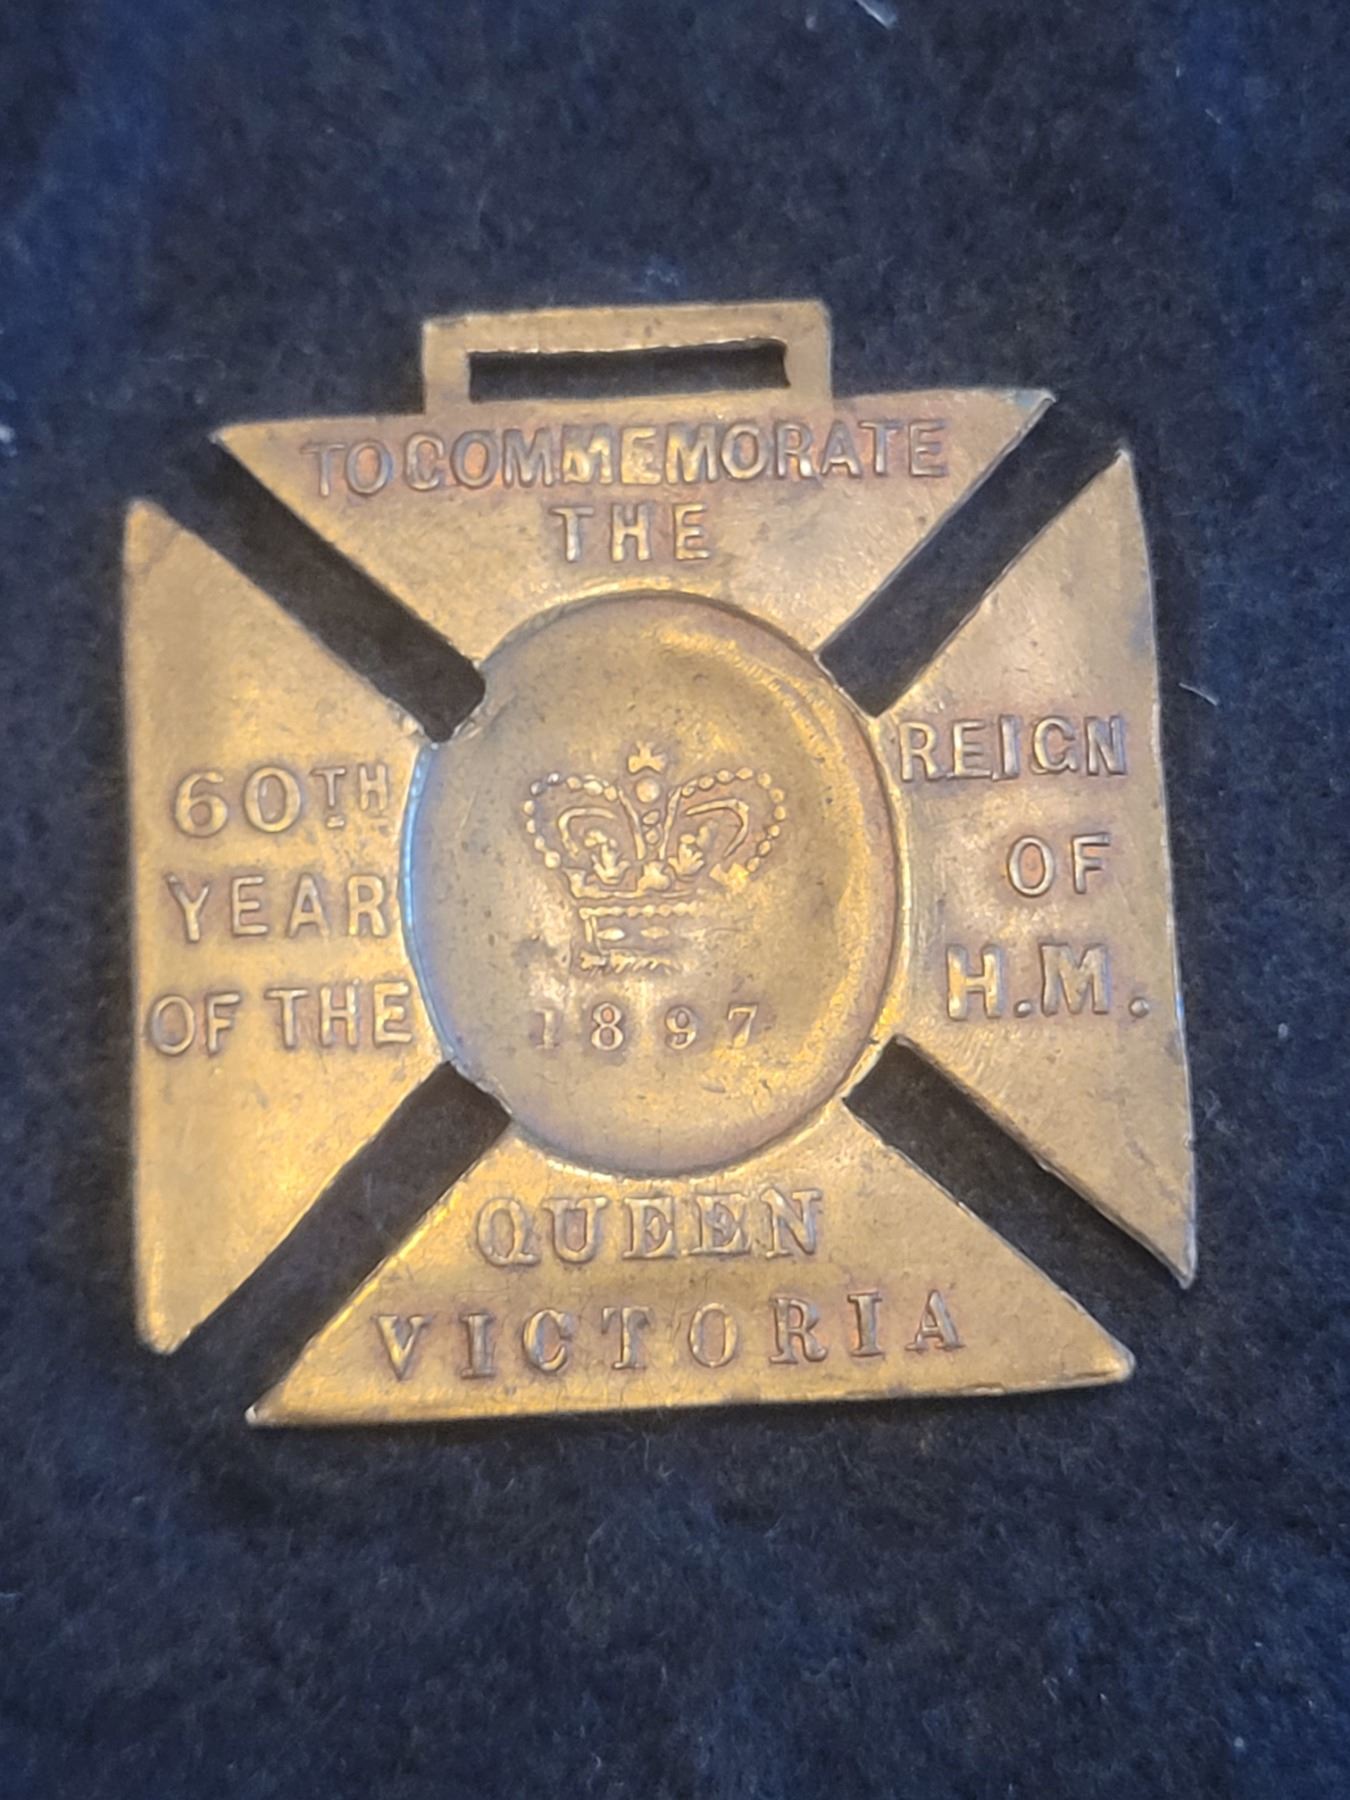 TO COMMEMORATE
THE
60TH
YEAR
OF THE
REIGN
OF
H.M.
QUEEN
VICTORIA
1897